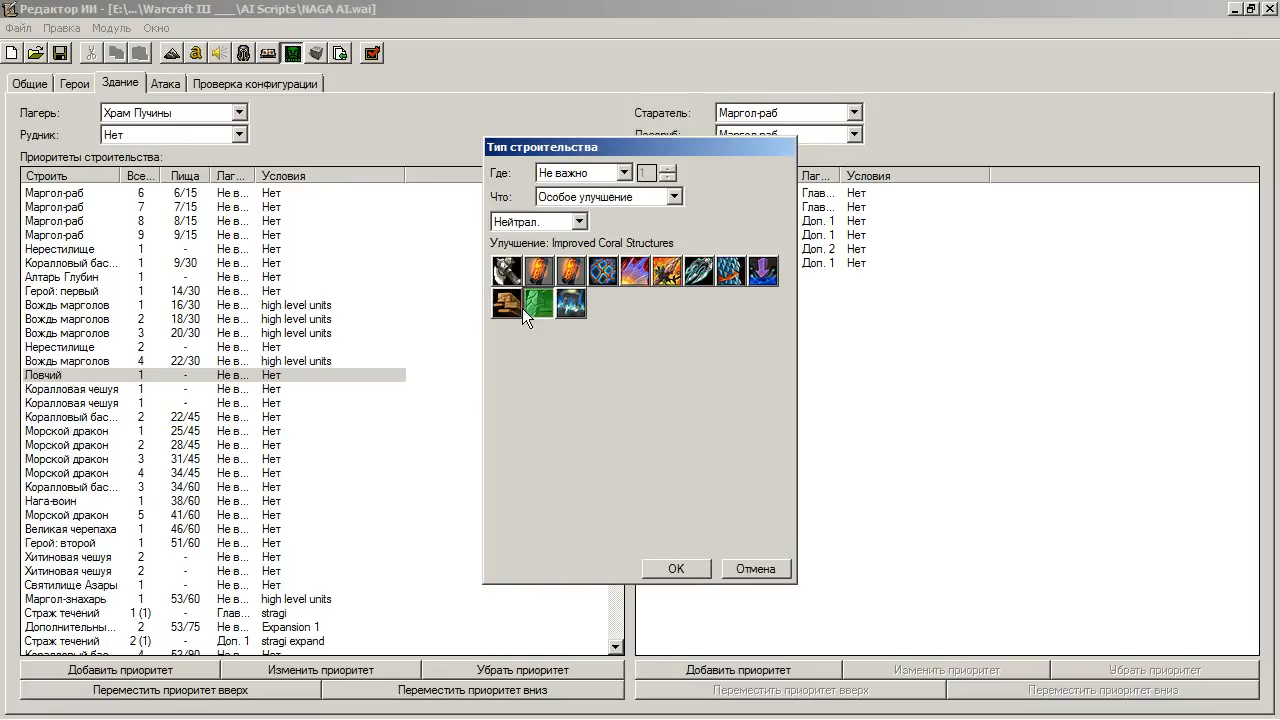 Редактор ИИ - [E:\...\Warcraft III ____\AI Scripts\NAGA AI.wai]
Файл Правка Модуль Окно
Общие Герои Здание Атака Проверка конфигурации
Лагерь: Храм Пучины Старатель: Маргол-раб
Рудник: Нет
Приоритеты строительства:
Строить Все... Пища Лаг... Условия Лаг... Условия
Маргол-раб 6 6/15 Не в... Нет Глав... Нет
Маргол-раб 7 7/15 Не в... Нет Глав... Нет
Маргол-раб 8 8/15 Не в... Нет Доп. 1 Нет
Маргол-раб 9 9/15 Не в... Нет Доп. 1 Нет
Нерестилище 1 - Не в... Нет Доп. 2 Нет
Коралловый бас... 1 9/30 Не в... Нет Доп. 1 Нет
Алтарь Глубин 1 - Не в... Нет
Герой: первый 1 14/30 Не в... Нет
Вождь марголов 1 16/30 Не в... high level units
Вождь марголов 2 18/30 Не в... high level units
Вождь марголов 3 20/30 Не в... high level units
Нерестилище 2 - Не в... Нет
Вождь марголов 4 22/30 Не в... high level units
Ловчий 1 - Не в... Нет
Коралловая чешуя 1 - Не в... Нет
Коралловая чешуя 1 - Не в... Нет
Коралловый бас... 2 22/45 Не в... Нет
Морской дракон 1 25/45 Не в... Нет
Морской дракон 2 28/45 Не в... Нет
Морской дракон 3 31/45 Не в... Нет
Морской дракон 4 34/45 Не в... Нет
Коралловый бас... 3 34/60 Не в... Нет
Нага-воин 1 38/60 Не в... Нет
Морской дракон 5 41/60 Не в... Нет
Великая черепаха 1 46/60 Не в... Нет
Герой: второй 1 51/60 Не в... Нет
Хитиновая чешуя 2 - Не в... Нет
Хитиновая чешуя 2 - Не в... Нет
Святилище Азары 1 - Не в... Нет
Маргол-знахарь 1 53/60 Не в... high level units
Страж течений 1 (1) - Глав... stragi
Дополнительны... 2 53/75 Не в... Expansion 1
Страж течений 2 (1) - Доп. 1 stragi expand
Тип строительства
Где: Не важно 1
Что: Особое улучшение
Нейтрал.
Улучшение: Improved Coral Structures
OK Отмена
Добавить приоритет Изменить приоритет Убрать приоритет Добавить приоритет Изменить приоритет Убрать приоритет
Переместить приоритет вверх Переместить приоритет вниз Переместить приоритет вверх Переместить приоритет вниз